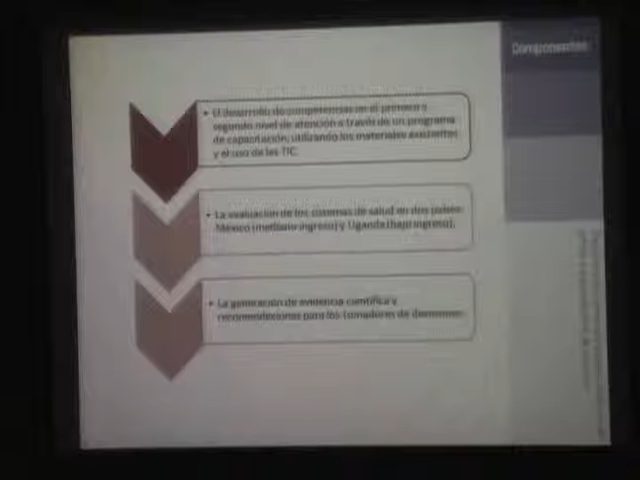 Componentes
• El desarrollo de competencias en el primero y
segundo nivel de atención a través de un programa
de capacitación, utilizando los materiales existentes
y el uso de las TIC.
• La evaluación de los sistemas de salud en dos países:
México (mediano ingreso) y Uganda (bajo ingreso).
• La generación de evidencia científica y
recomendaciones para los tomadores de decisiones.